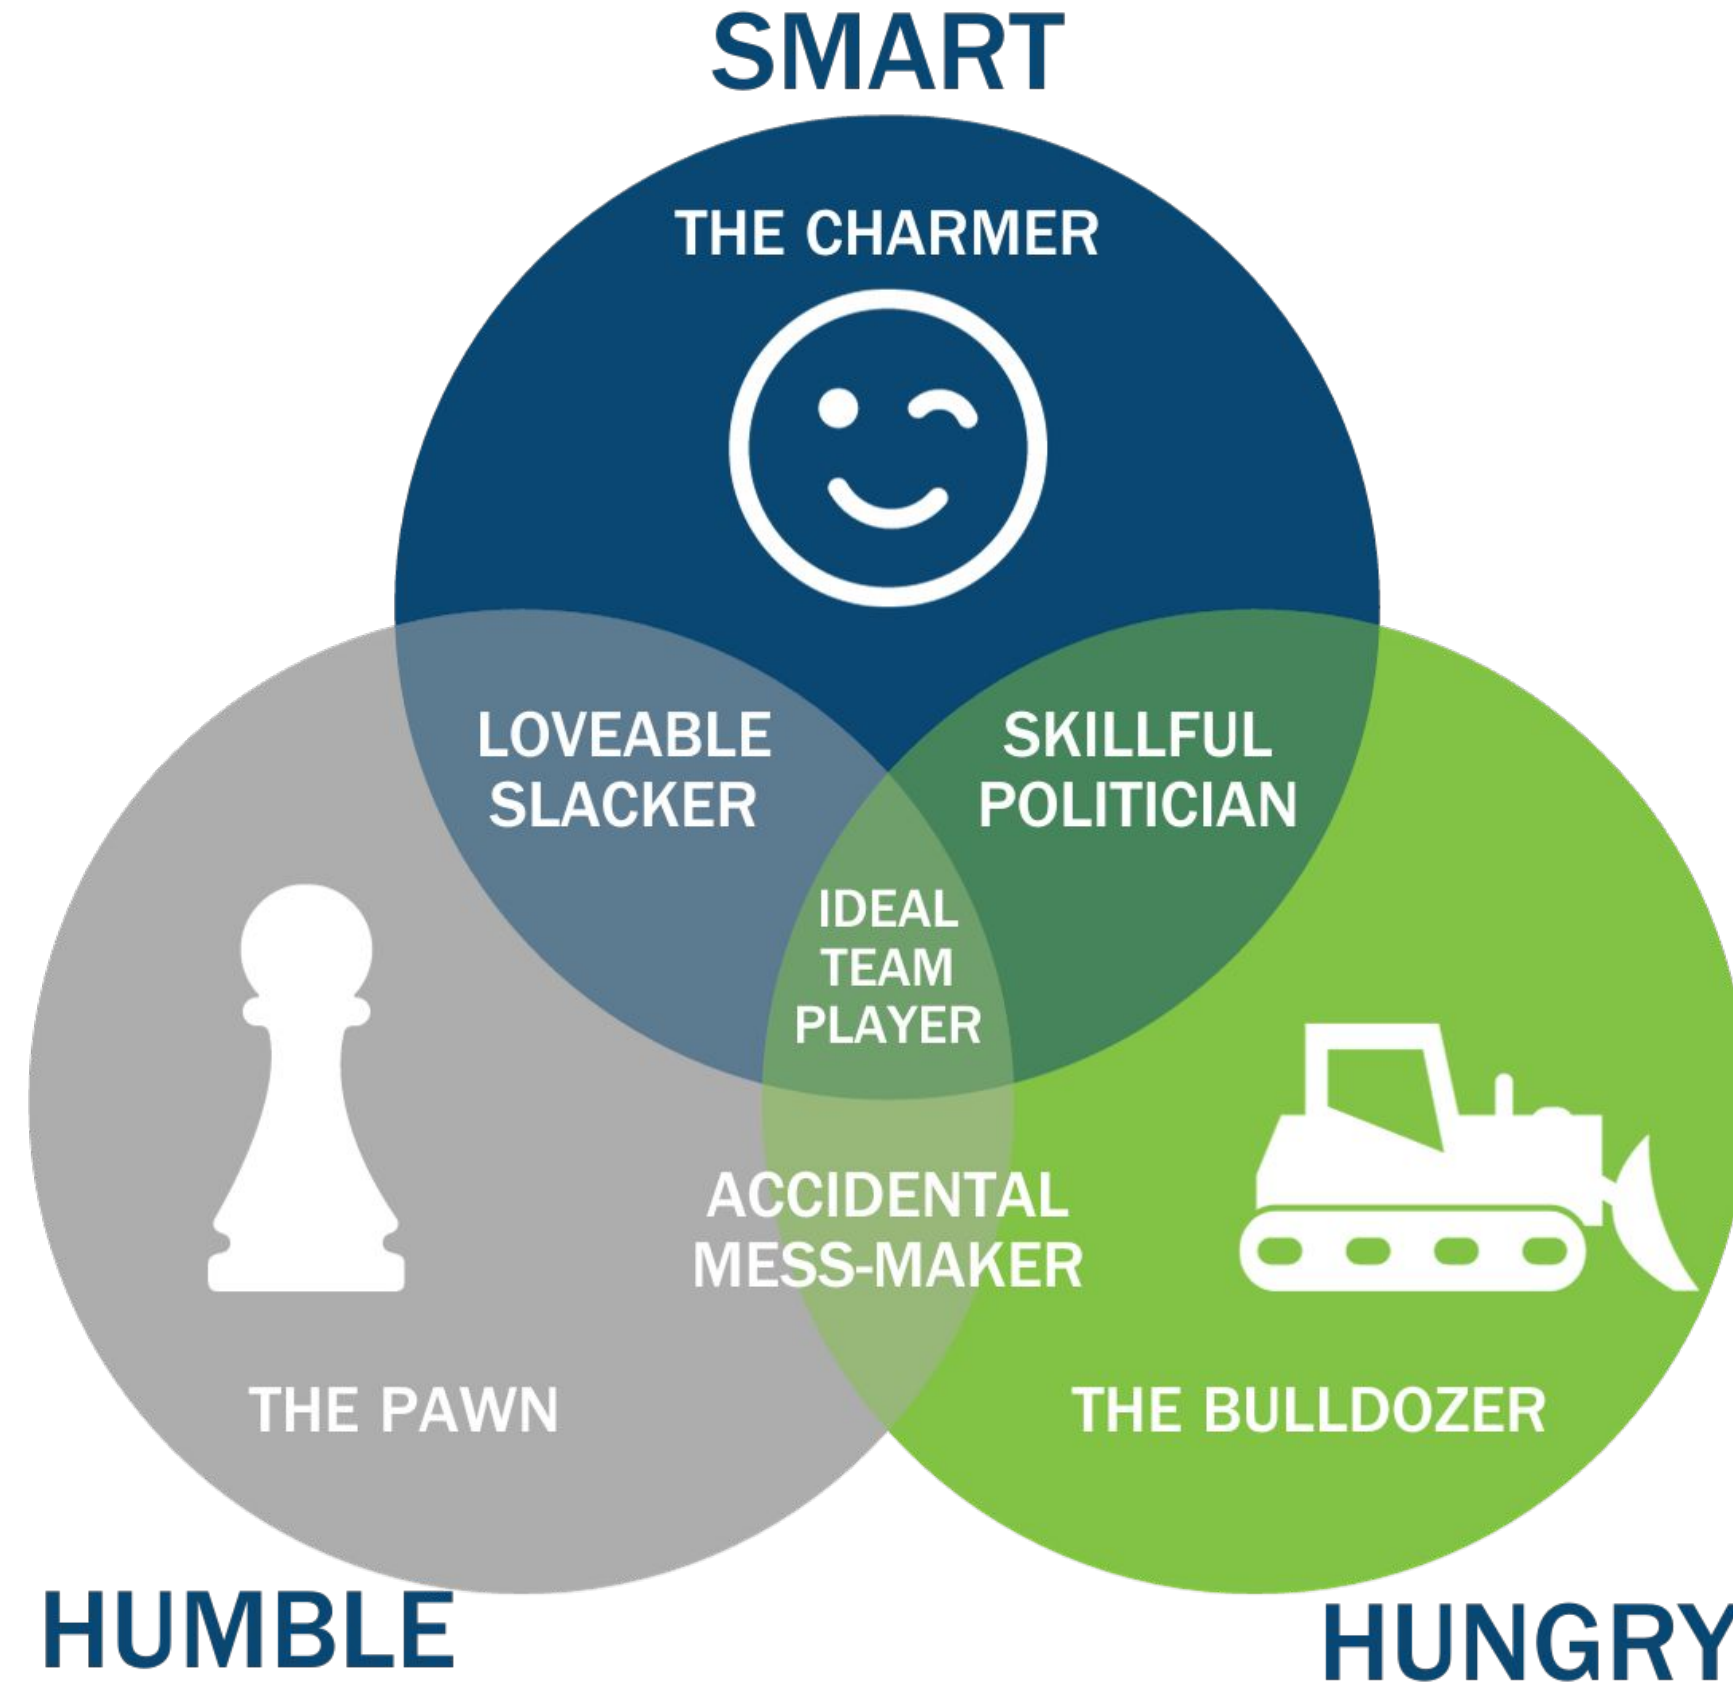 SMART
THE CHARMER
LOVEABLE
SLACKER
SKILLFUL
POLITICIAN
IDEAL
TEAM
PLAYER
ACCIDENTAL
MESS-MAKER
THE PAWN
THE BULLDOZER
HUMBLE
HUNGRY